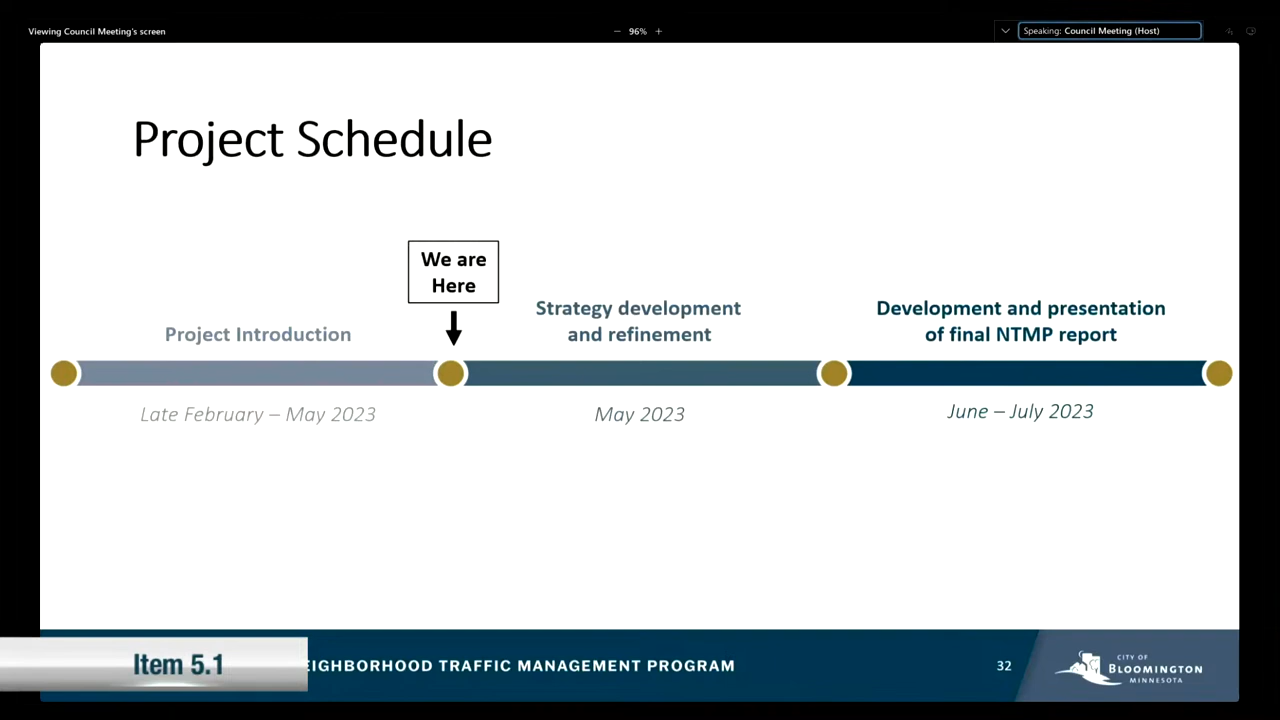 Viewing Council Meeting's screen
− 96% +
Speaking: Council Meeting (Host)
Project Schedule
We are
Here
Project Introduction
Strategy development
and refinement
Development and presentation
of final NTMP report
Late February – May 2023
May 2023
June – July 2023
Item 5.1
EIGHBORHOOD TRAFFIC MANAGEMENT PROGRAM
32
CITY OF
BLOOMINGTON
MINNESOTA